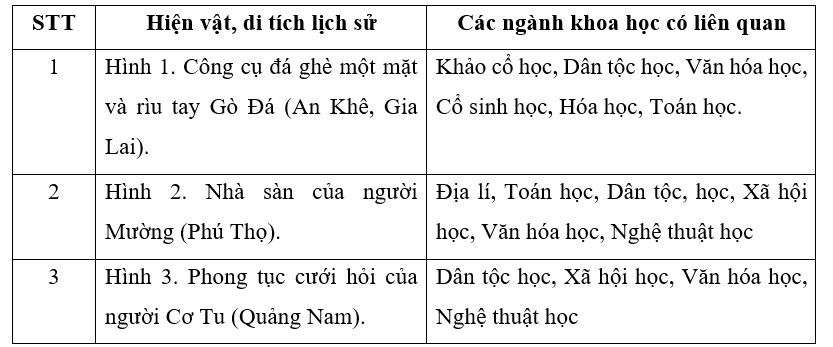 STT Hiện vật, di tích lịch sử Các ngành khoa học có liên quan
1 Hình 1. Công cụ đá ghè một mặt Khảo cổ học, Dân tộc học, Văn hóa học,
và rìu tay Gò Đá (An Khê, Gia Cổ sinh học, Hóa học, Toán học.
Lai).
2 Hình 2. Nhà sàn của người Địa lí, Toán học, Dân tộc, học, Xã hội
Mường (Phú Thọ). học, Văn hóa học, Nghệ thuật học
3 Hình 3. Phong tục cưới hỏi của Dân tộc học, Xã hội học, Văn hóa học,
người Cơ Tu (Quảng Nam). Nghệ thuật học